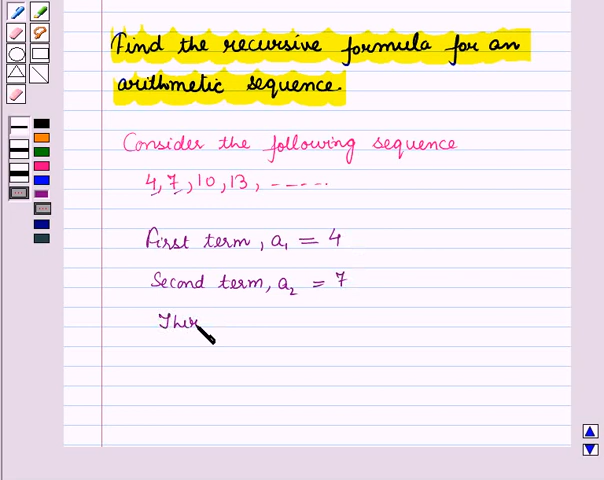 Find the recursive formula for an
arithmetic sequence.
Consider the following sequence
4, 7, 10, 13, -----..
First term, a₁ = 4
Second term, a₂ = 7
Thir